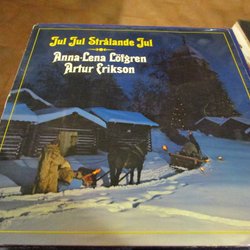 Jul Jul Strålande Jul
Anna-Lena Löfgren
Artur Erikson